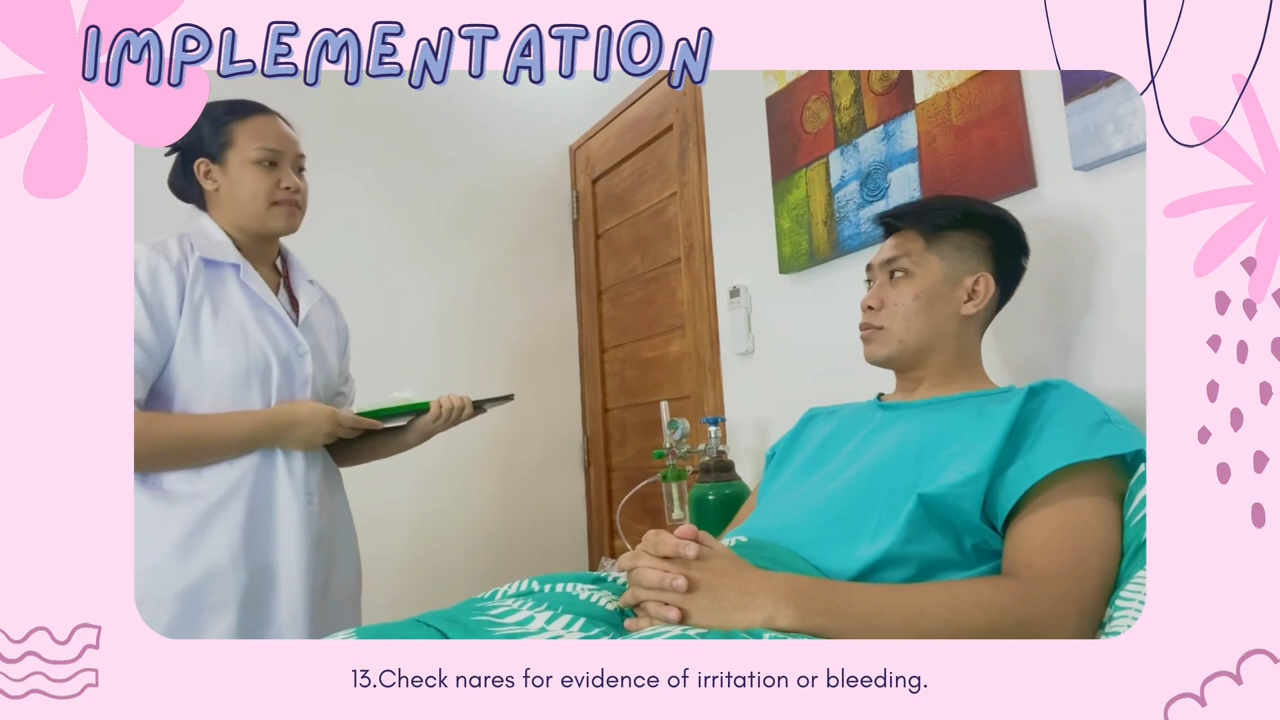 IMPLEMENTATION
13.Check nares for evidence of irritation or bleeding.